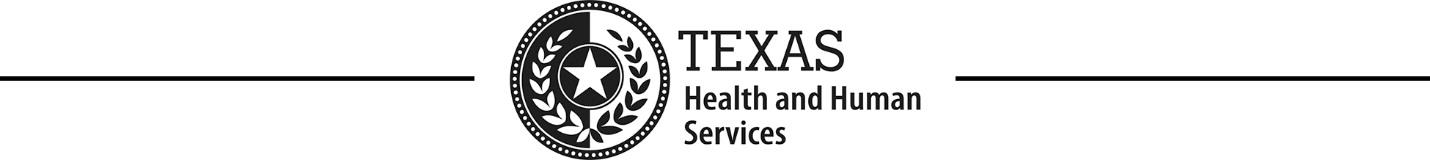 TEXAS
Health and Human
Services